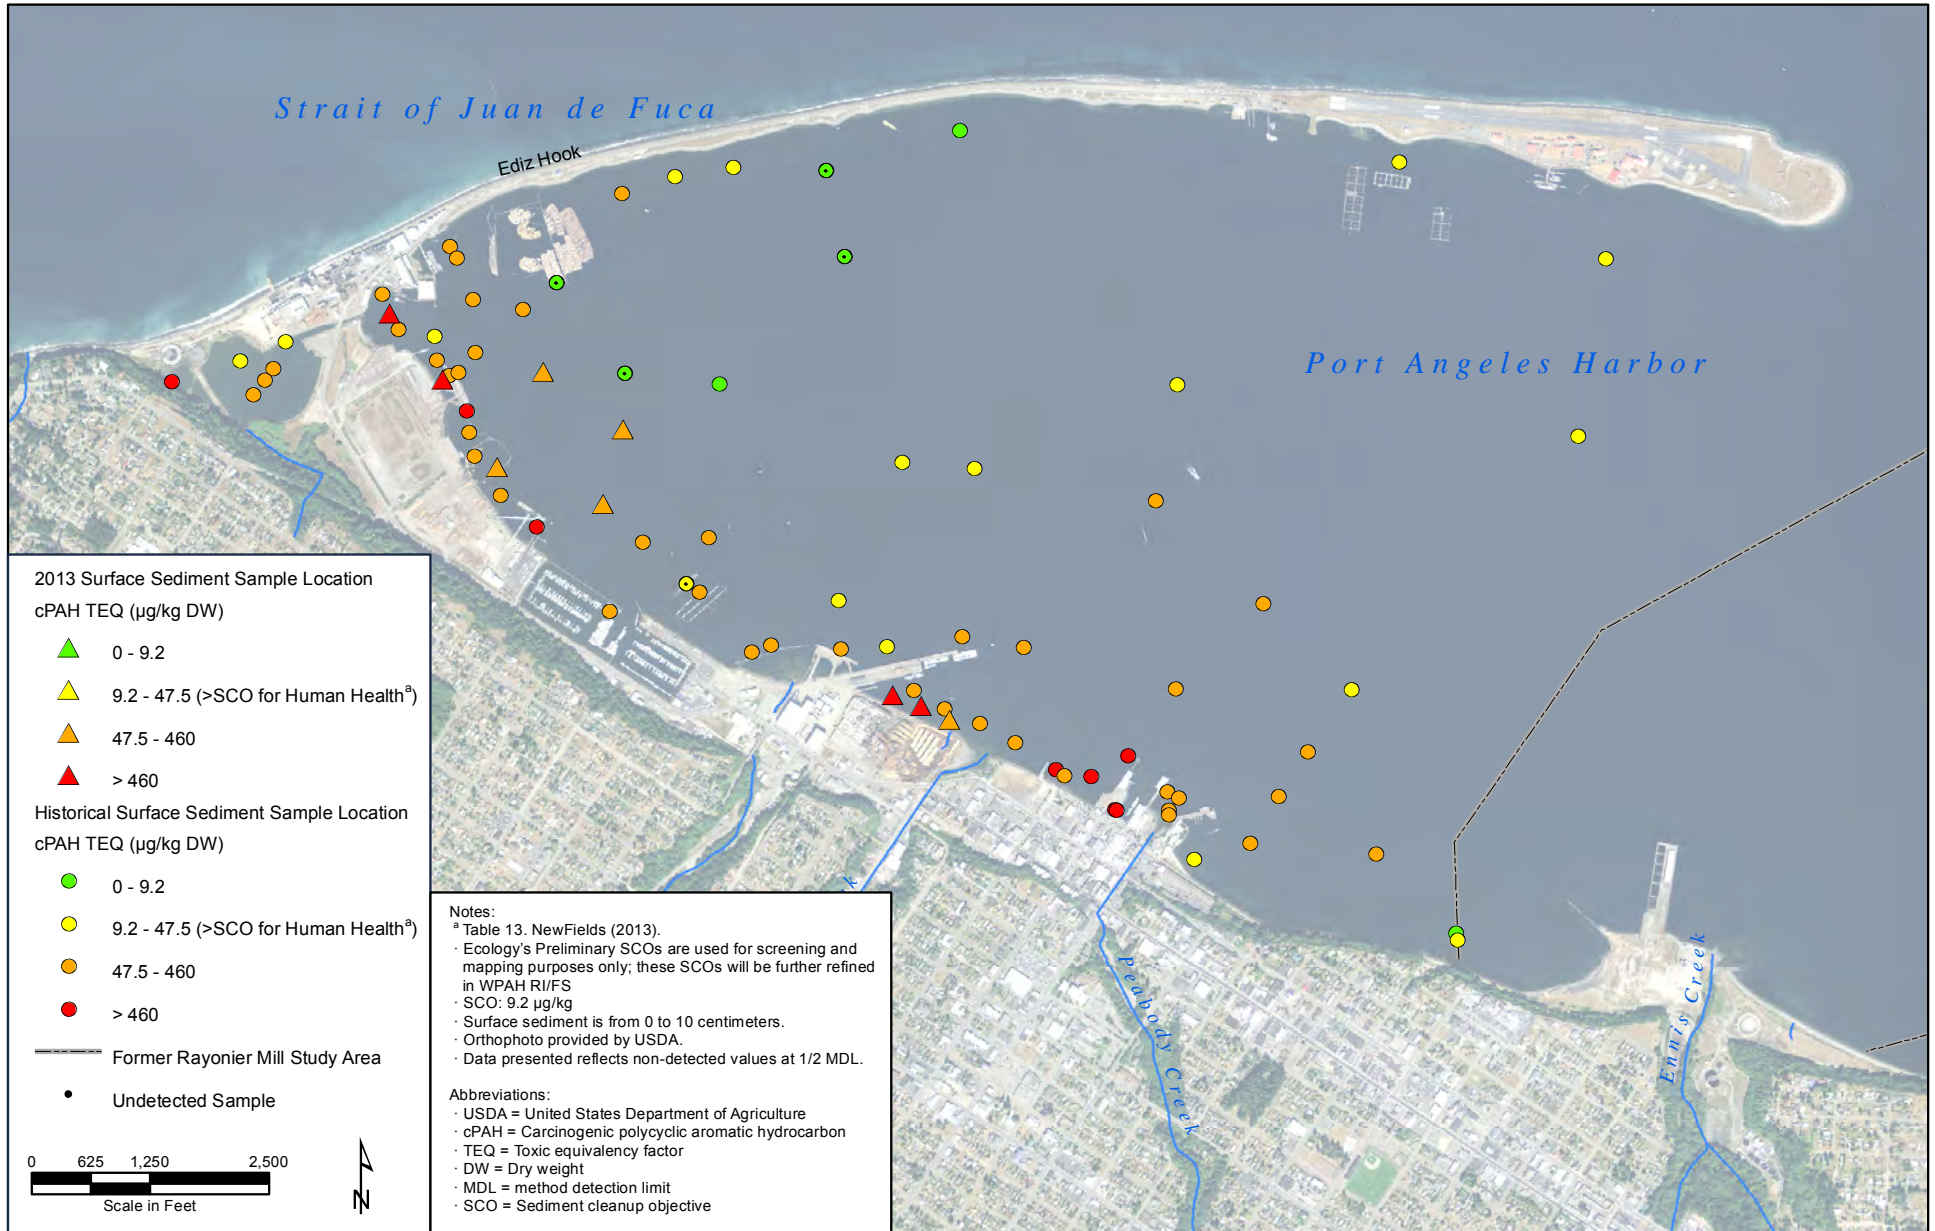 Strait of Juan de Fuca
Ediz Hook
Port Angeles Harbor
2013 Surface Sediment Sample Location
cPAH TEQ (µg/kg DW)
0 - 9.2
9.2 - 47.5 (>SCO for Human Healthᵃ)
47.5 - 460
> 460
Historical Surface Sediment Sample Location
cPAH TEQ (µg/kg DW)
0 - 9.2
9.2 - 47.5 (>SCO for Human Healthᵃ)
47.5 - 460
> 460
Former Rayonier Mill Study Area
Undetected Sample
0 625 1,250 2,500
Scale in Feet
N
Notes:
ᵃ Table 13. NewFields (2013).
· Ecology's Preliminary SCOs are used for screening and
mapping purposes only; these SCOs will be further refined
in WPAH RI/FS
· SCO: 9.2 µg/kg
· Surface sediment is from 0 to 10 centimeters.
· Orthophoto provided by USDA.
· Data presented reflects non-detected values at 1/2 MDL.
Abbreviations:
· USDA = United States Department of Agriculture
· cPAH = Carcinogenic polycyclic aromatic hydrocarbon
· TEQ = Toxic equivalency factor
· DW = Dry weight
· MDL = method detection limit
· SCO = Sediment cleanup objective
k
Peabody Creek
Ennis Creek